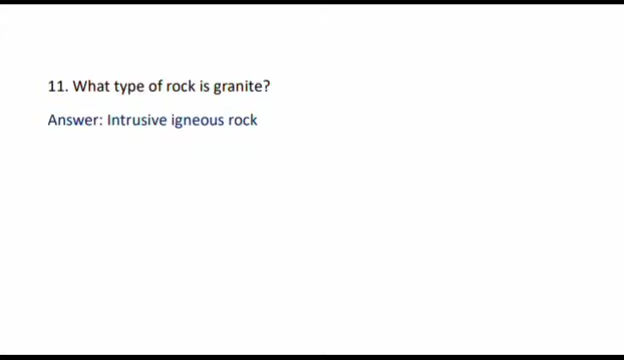 11. What type of rock is granite?
Answer: Intrusive igneous rock